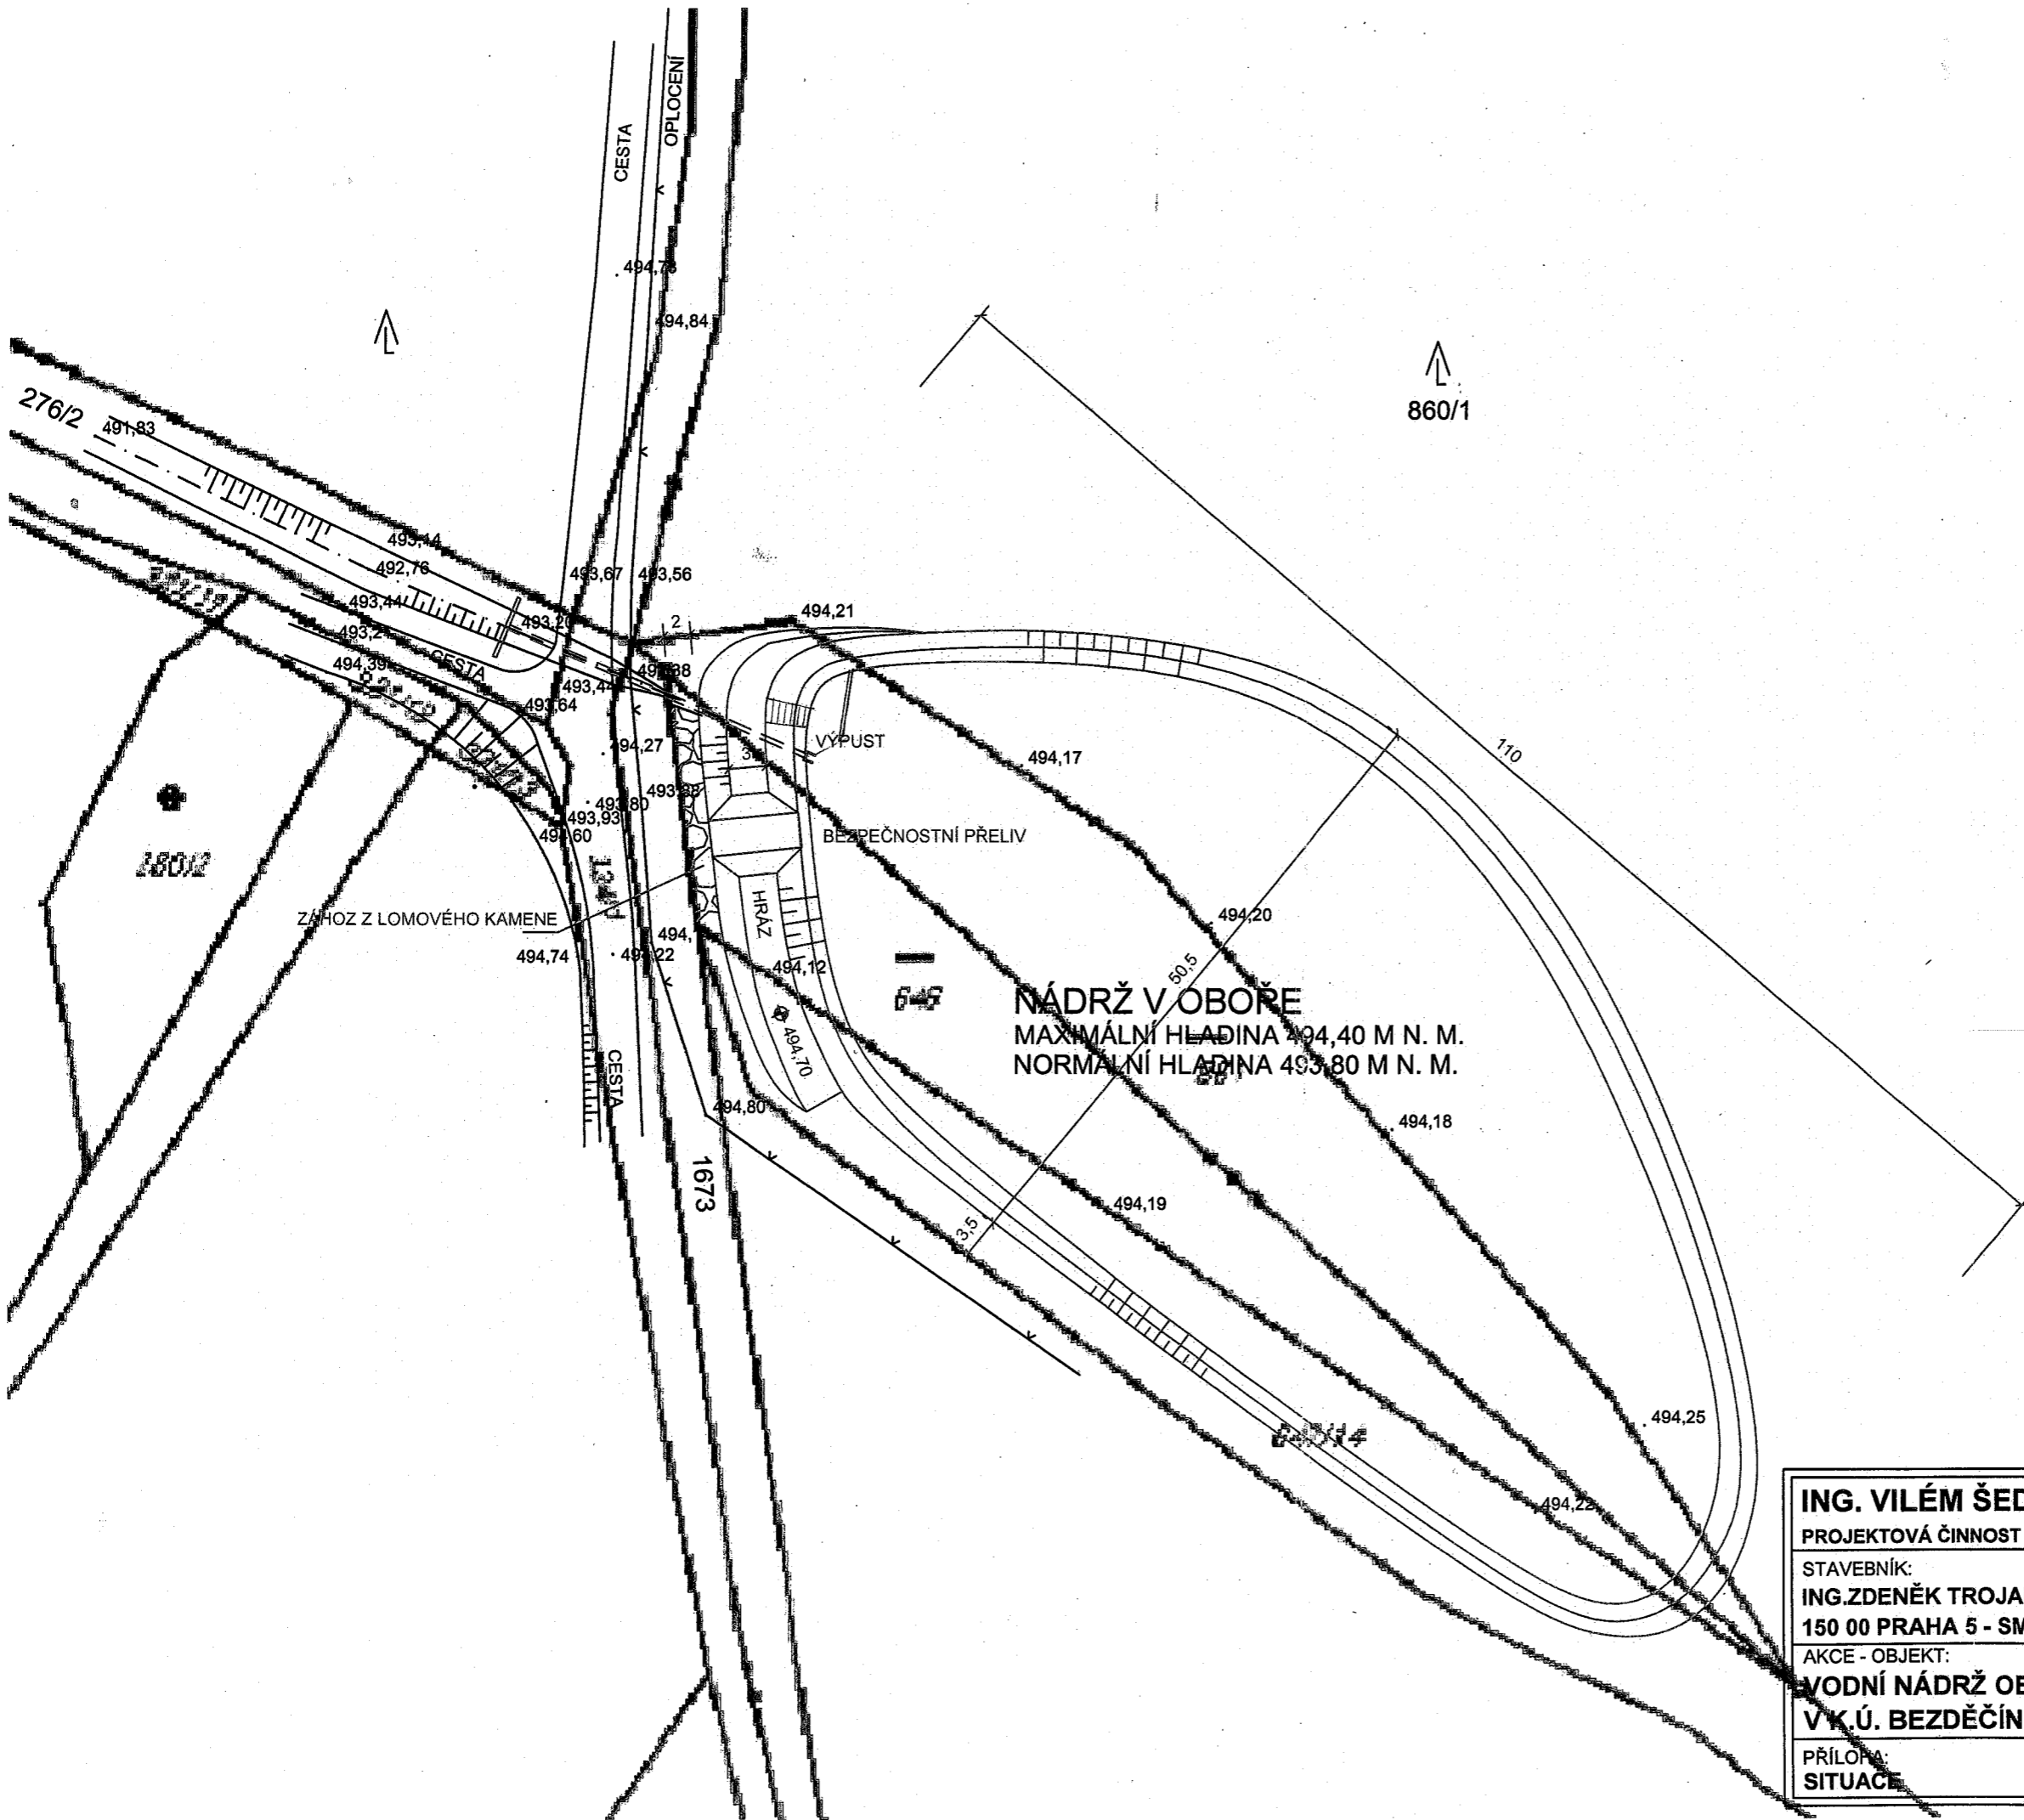 CESTA
OPLOCENÍ
494,78
494,84
860/1
276/2
491,83
493,44
492,76
493,67
493,56
493,44
493,20
2
494,21
493,2
CESTA
494,39
493,44
493,64
VÝPUST
3
494,17
110
494,27
493,80
493,93
BEZPEČNOSTNÍ PŘELIV
HRÁZ
ZÁHOZ Z LOMOVÉHO KAMENE
494,20
494,
494,74
494,12
50,5
NÁDRŽ V OBOŘE
MAXIMÁLNÍ HLADINA 494,40 M N. M.
NORMÁLNÍ HLADINA 493,80 M N. M.
494,70
CESTA
494,80
494,18
1673
494,19
3,5
494,25
494,22
ING. VILÉM ŠED
PROJEKTOVÁ ČINNOST
STAVEBNÍK:
ING.ZDENĚK TROJA
150 00 PRAHA 5 - SM
AKCE - OBJEKT:
VODNÍ NÁDRŽ OB
V K.Ú. BEZDĚČÍN
PŘÍLOHA:
SITUACE